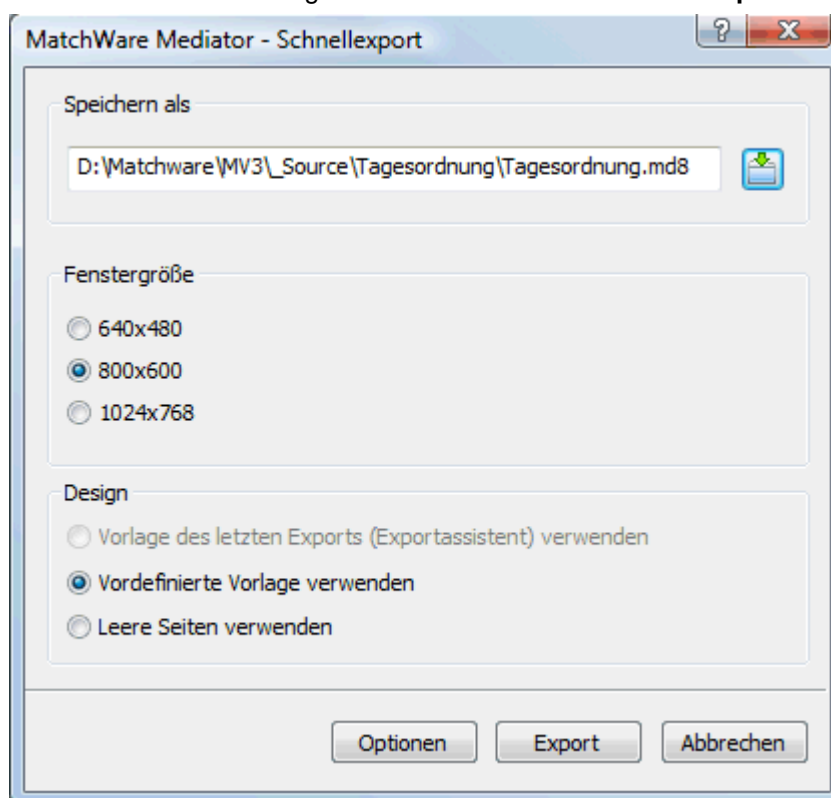 MatchWare Mediator - Schnellexport
Speichern als
D:\Matchware\MV3\_Source\Tagesordnung\Tagesordnung.md8
Fenstergröße
640x480
800x600
1024x768
Design
Vorlage des letzten Exports (Exportassistent) verwenden
Vordefinierte Vorlage verwenden
Leere Seiten verwenden
Optionen Export Abbrechen